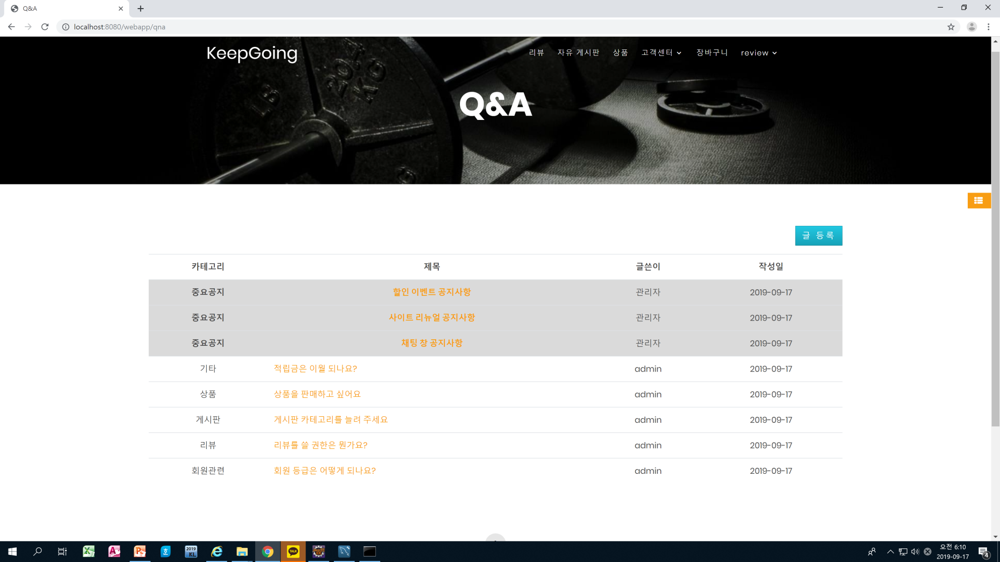 Q&A
localhost:8080/webapp/qna
KeepGoing
리뷰 자유 게시판 상품 고객센터 장바구니 review
LB
20.4
KG
Q&A
글 등록
카테고리 제목 글쓴이 작성일
중요공지 할인 이벤트 공지사항 관리자 2019-09-17
중요공지 사이트 리뉴얼 공지사항 관리자 2019-09-17
중요공지 채팅 창 공지사항 관리자 2019-09-17
기타 적립금은 이월 되나요? admin 2019-09-17
상품 상품을 판매하고 싶어요 admin 2019-09-17
게시판 게시판 카테고리를 늘려 주세요 admin 2019-09-17
리뷰 리뷰를 쓸 권한은 뭔가요? admin 2019-09-17
회원관련 회원 등급은 어떻게 되나요? admin 2019-09-17
2019
KL
TALK
오전 6:10
2019-09-17
4